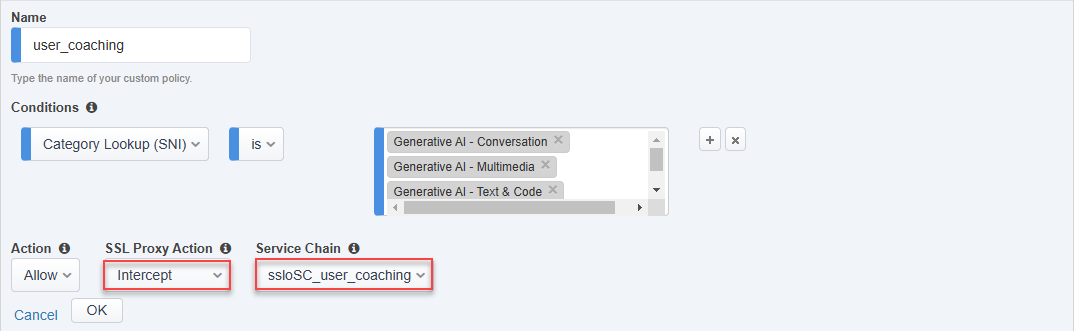 Name
user_coaching
Type the name of your custom policy.
Conditions
Category Lookup (SNI) is Generative AI - Conversation
Generative AI - Multimedia
Generative AI - Text & Code
Action SSL Proxy Action Service Chain
Allow Intercept ssloSC_user_coaching
Cancel OK